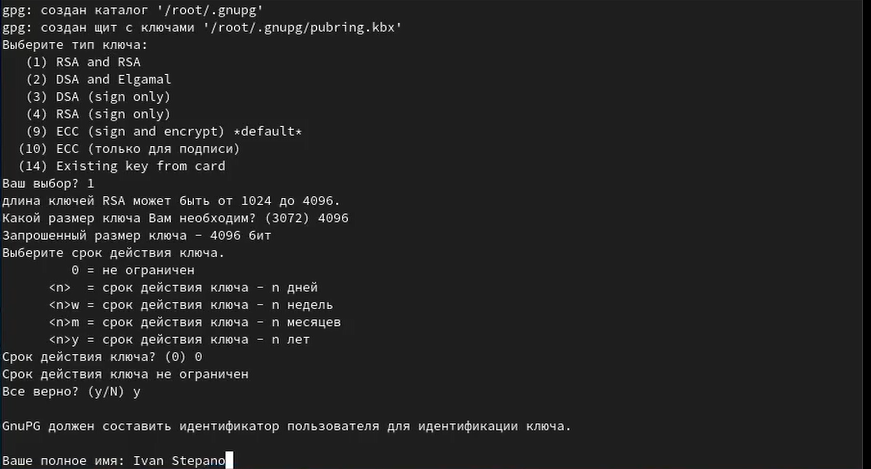 gpg: создан каталог '/root/.gnupg'
gpg: создан щит с ключами '/root/.gnupg/pubring.kbx'
Выберите тип ключа:
(1) RSA and RSA
(2) DSA and Elgamal
(3) DSA (sign only)
(4) RSA (sign only)
(9) ECC (sign and encrypt) *default*
(10) ECC (только для подписи)
(14) Existing key from card
Ваш выбор? 1
длина ключей RSA может быть от 1024 до 4096.
Какой размер ключа Вам необходим? (3072) 4096
Запрошенный размер ключа - 4096 бит
Выберите срок действия ключа.
0 = не ограничен
<n>  = срок действия ключа - n дней
<n>w = срок действия ключа - n недель
<n>m = срок действия ключа - n месяцев
<n>y = срок действия ключа - n лет
Срок действия ключа? (0) 0
Срок действия ключа не ограничен
Все верно? (y/N) y
GnuPG должен составить идентификатор пользователя для идентификации ключа.
Ваше полное имя: Ivan Stepano